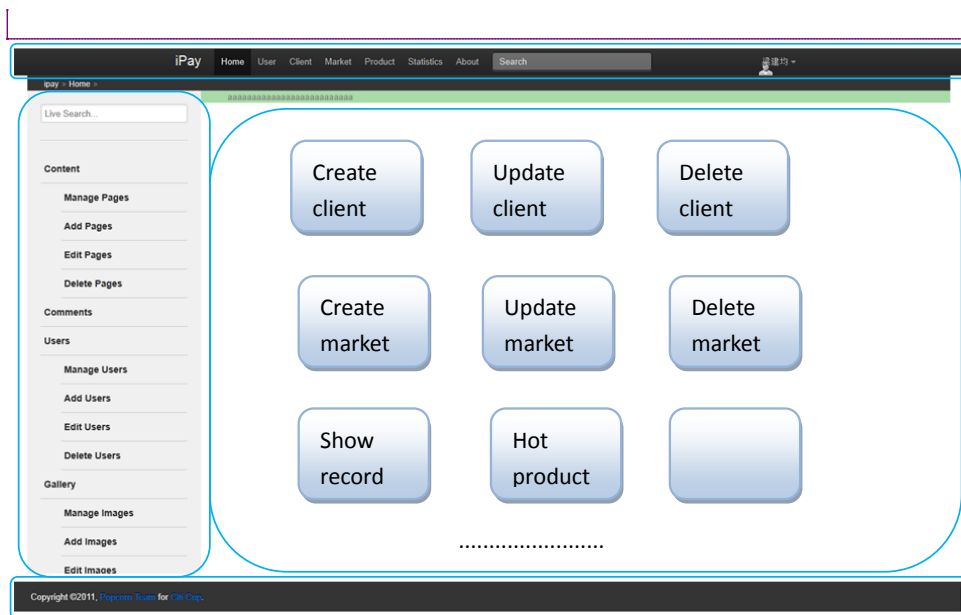 iPay Home User Client Market Product Statistics About Search 梁建均
ipay » Home »
aaaaaaaaaaaaaaaaaaaaaaaaaa
Live Search...
Content
Manage Pages
Add Pages
Edit Pages
Delete Pages
Comments
Users
Manage Users
Add Users
Edit Users
Delete Users
Gallery
Manage Images
Add Images
Edit Images
Create
client
Update
client
Delete
client
Create
market
Update
market
Delete
market
Show
record
Hot
product
........................
Copyright ©2011, Popcorn Team for Citi Cop.